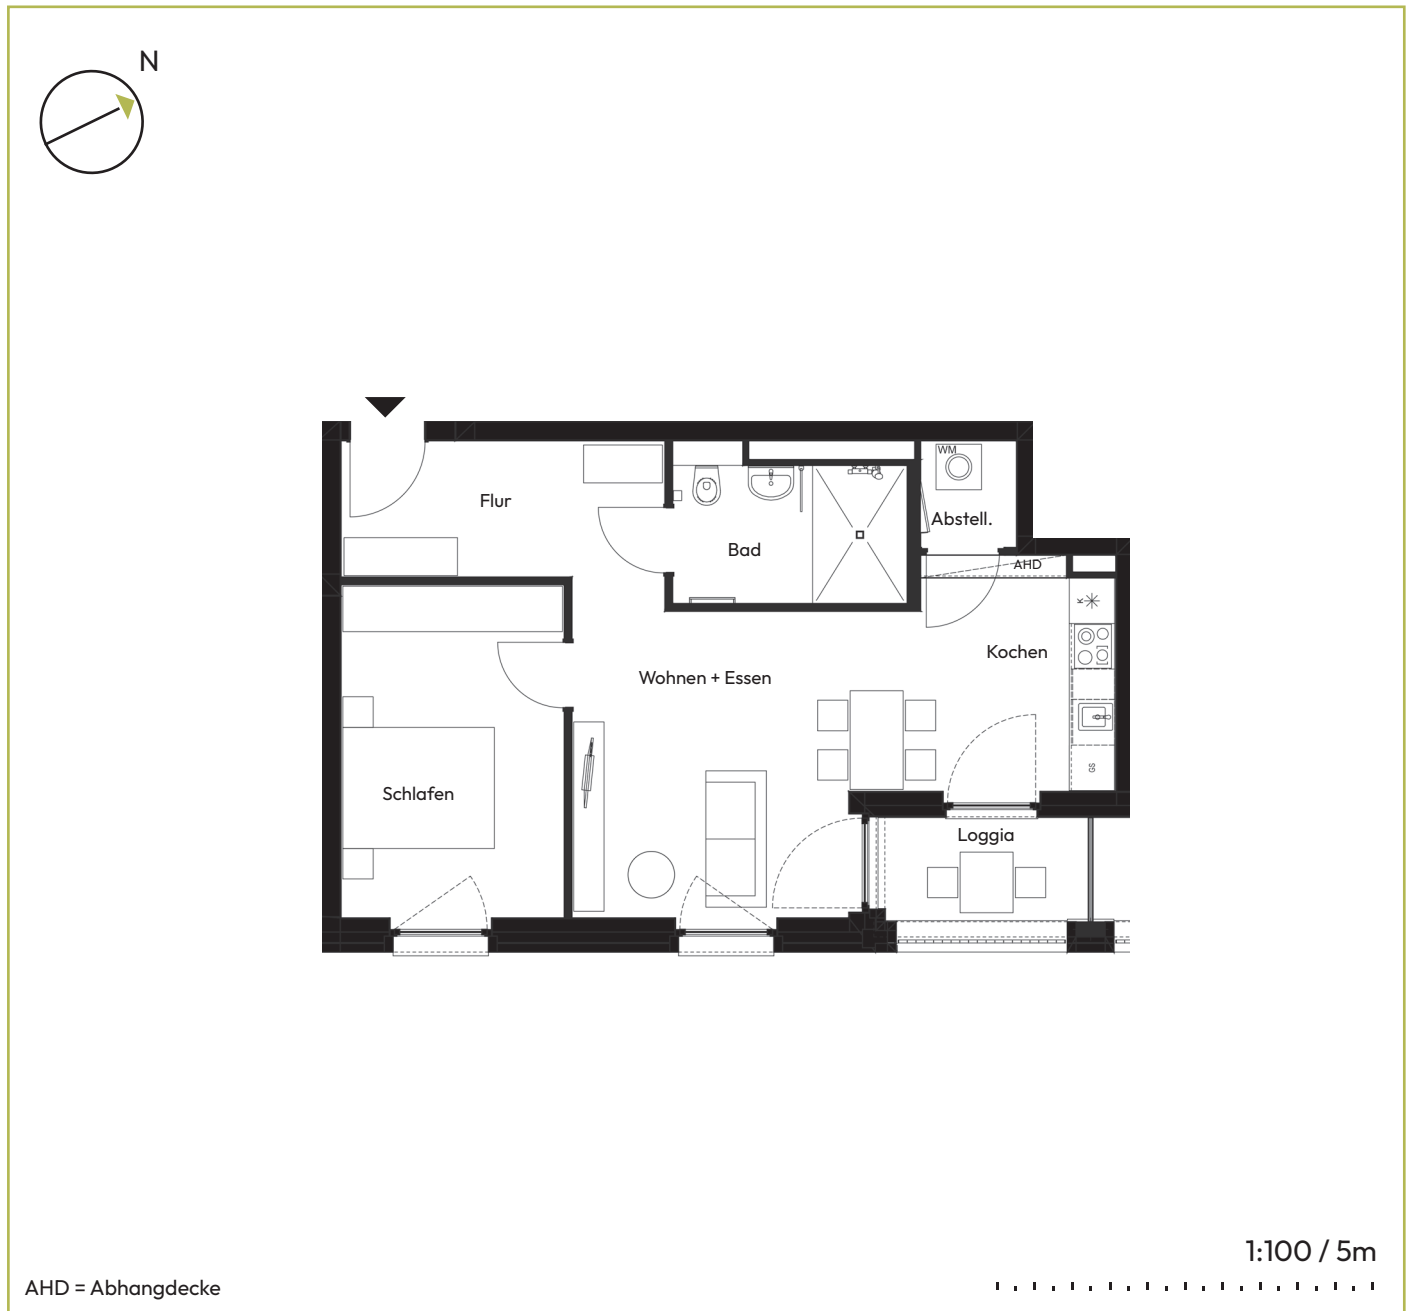 N
WM
Flur
Abstell.
Bad
AHD
K
Kochen
Wohnen + Essen
GS
Schlafen
Loggia
1:100 / 5m
AHD = Abhangdecke